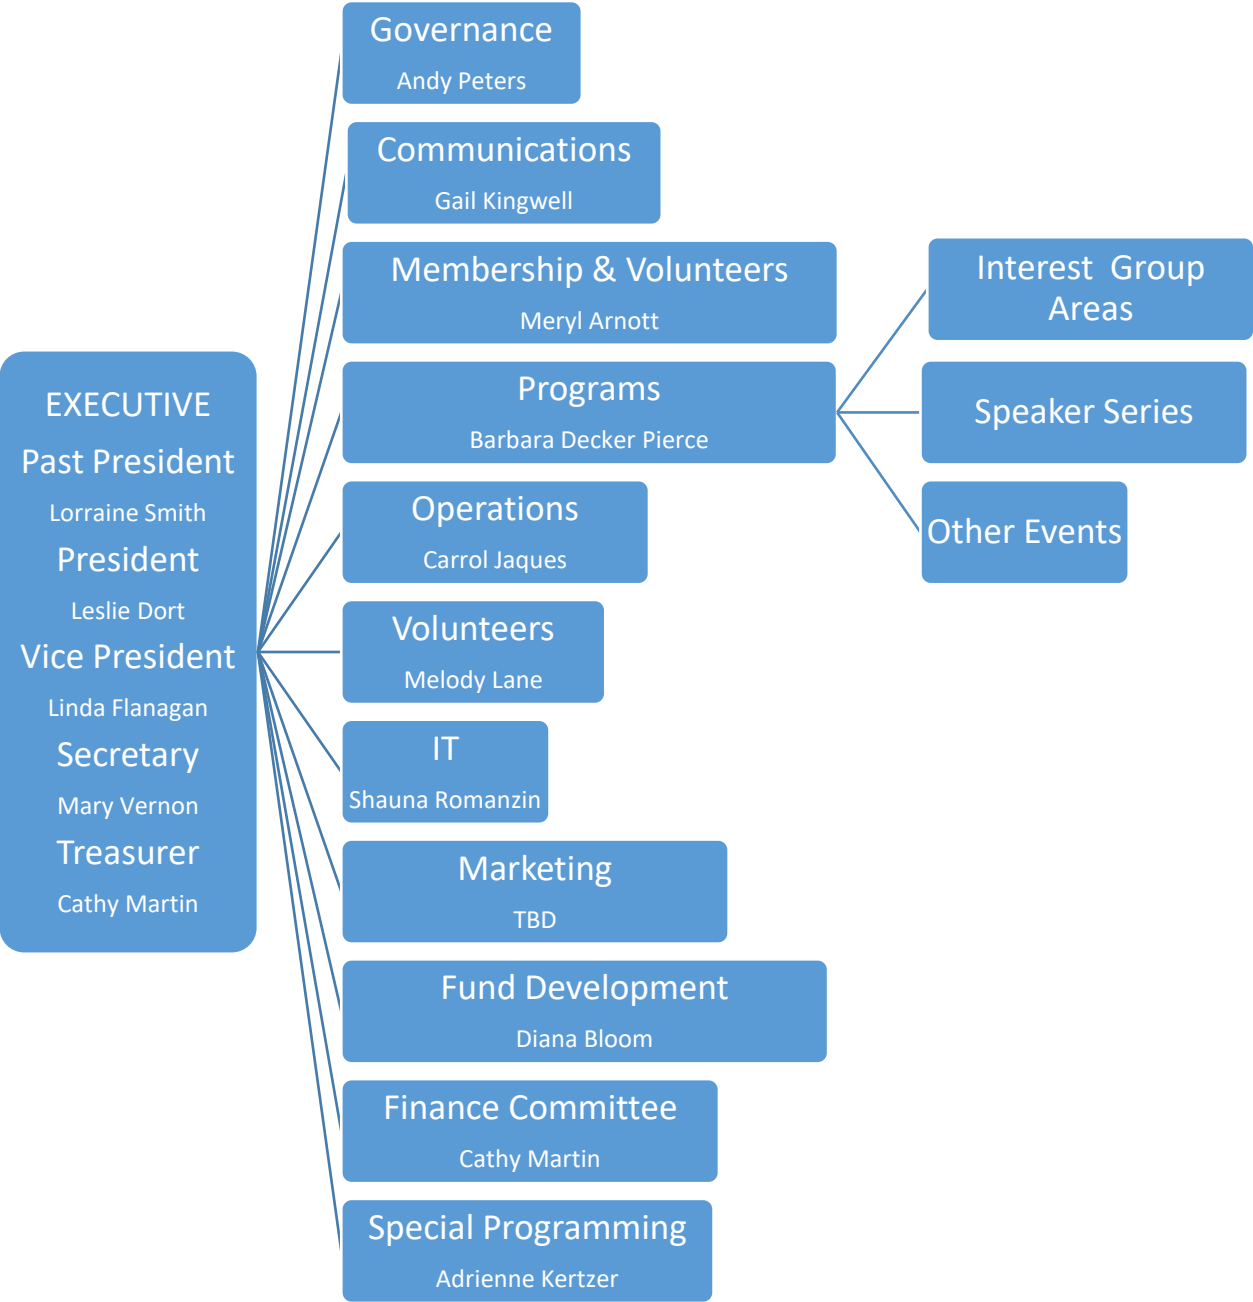 EXECUTIVE
Past President
Lorraine Smith
President
Leslie Dort
Vice President
Linda Flanagan
Secretary
Mary Vernon
Treasurer
Cathy Martin
Governance
Andy Peters
Communications
Gail Kingwell
Membership & Volunteers
Meryl Arnott
Programs
Barbara Decker Pierce
Interest Group
Areas
Speaker Series
Other Events
Operations
Carrol Jaques
Volunteers
Melody Lane
IT
Shauna Romanzin
Marketing
TBD
Fund Development
Diana Bloom
Finance Committee
Cathy Martin
Special Programming
Adrienne Kertzer